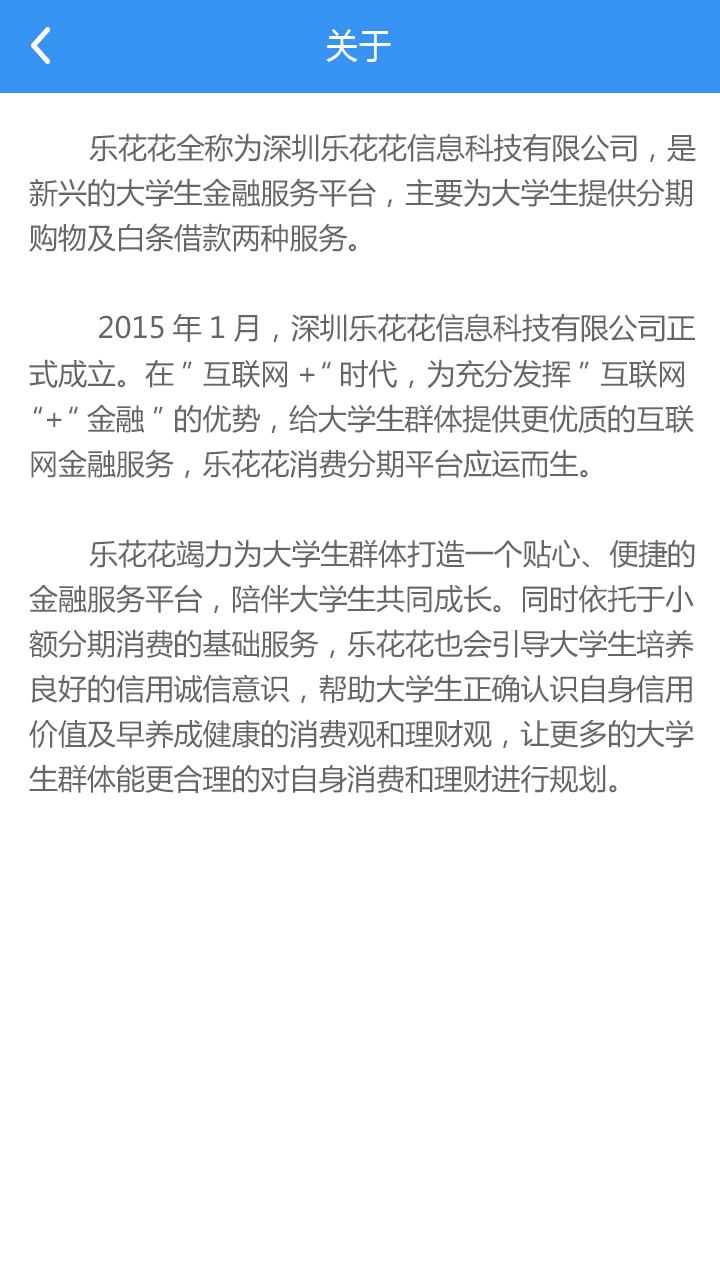 关于
乐花花全称为深圳乐花花信息科技有限公司，是
新兴的大学生金融服务平台，主要为大学生提供分期
购物及白条借款两种服务。
2015 年 1 月，深圳乐花花信息科技有限公司正
式成立。在 ” 互联网 +“ 时代，为充分发挥 ” 互联网
“+“ 金融 ” 的优势，给大学生群体提供更优质的互联
网金融服务，乐花花消费分期平台应运而生。
乐花花竭力为大学生群体打造一个贴心、便捷的
金融服务平台，陪伴大学生共同成长。同时依托于小
额分期消费的基础服务，乐花花也会引导大学生培养
良好的信用诚信意识，帮助大学生正确认识自身信用
价值及早养成健康的消费观和理财观，让更多的大学
生群体能更合理的对自身消费和理财进行规划。